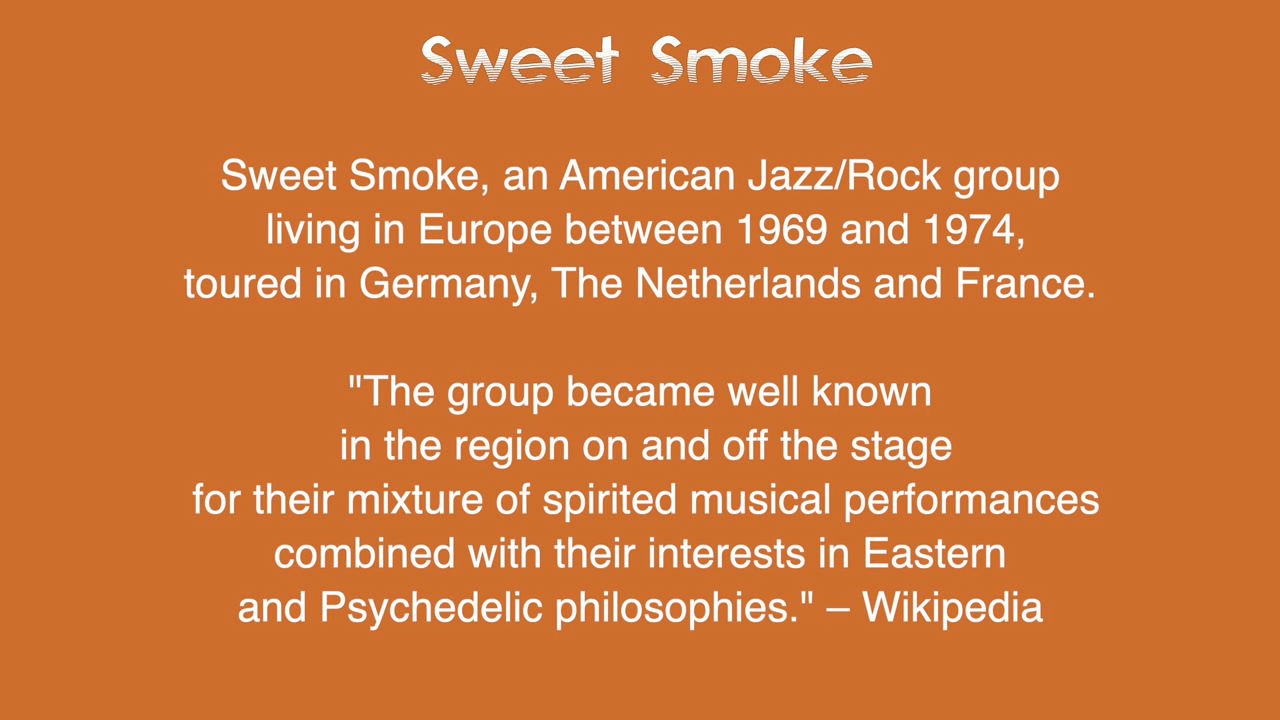 Sweet Smoke
Sweet Smoke, an American Jazz/Rock group
living in Europe between 1969 and 1974,
toured in Germany, The Netherlands and France.
"The group became well known
in the region on and off the stage
for their mixture of spirited musical performances
combined with their interests in Eastern
and Psychedelic philosophies." – Wikipedia